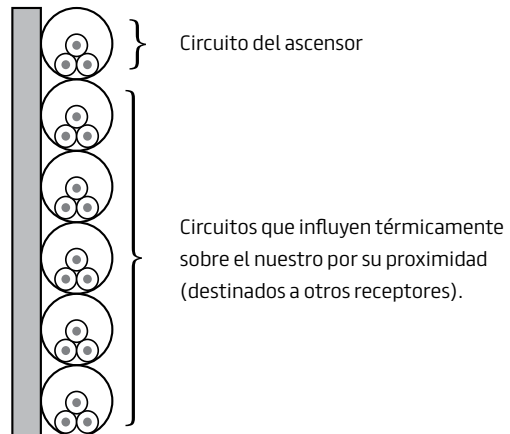 Circuito del ascensor
Circuitos que influyen térmicamente
sobre el nuestro por su proximidad
(destinados a otros receptores).